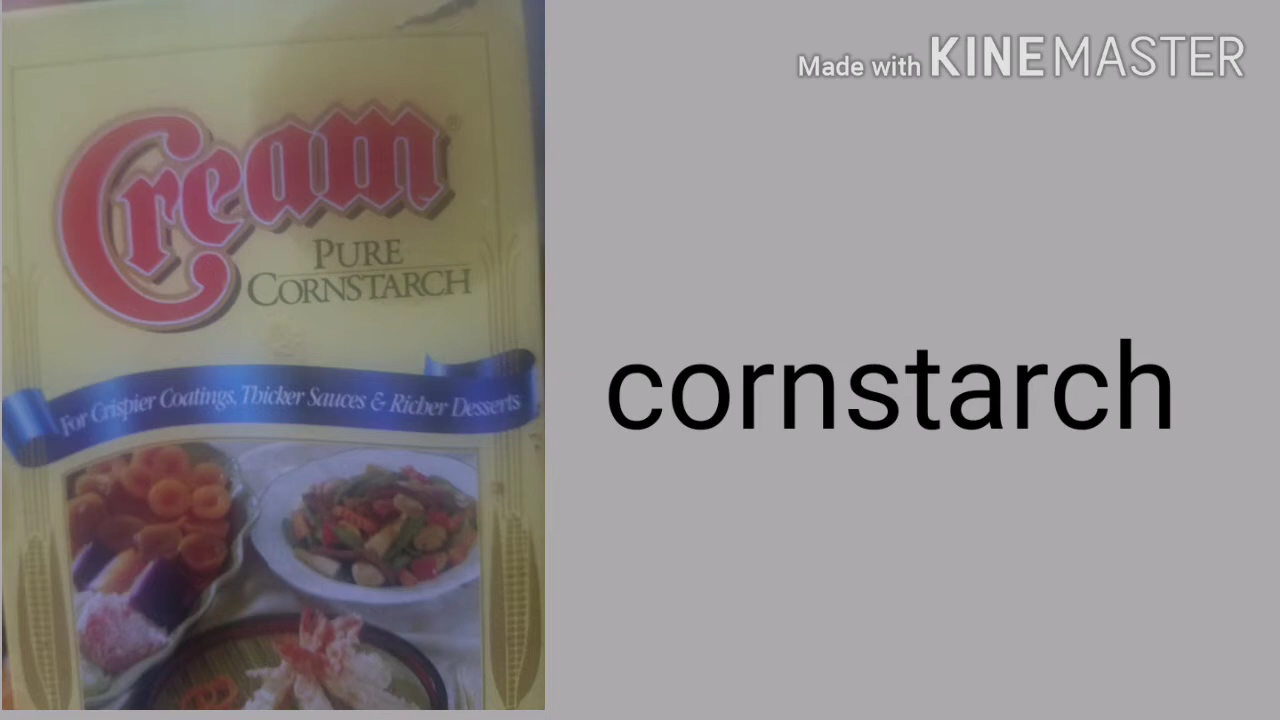 Made with KINEMASTER
Cream®
PURE
CORNSTARCH
For Crispier Coatings, Thicker Sauces & Richer Desserts
cornstarch